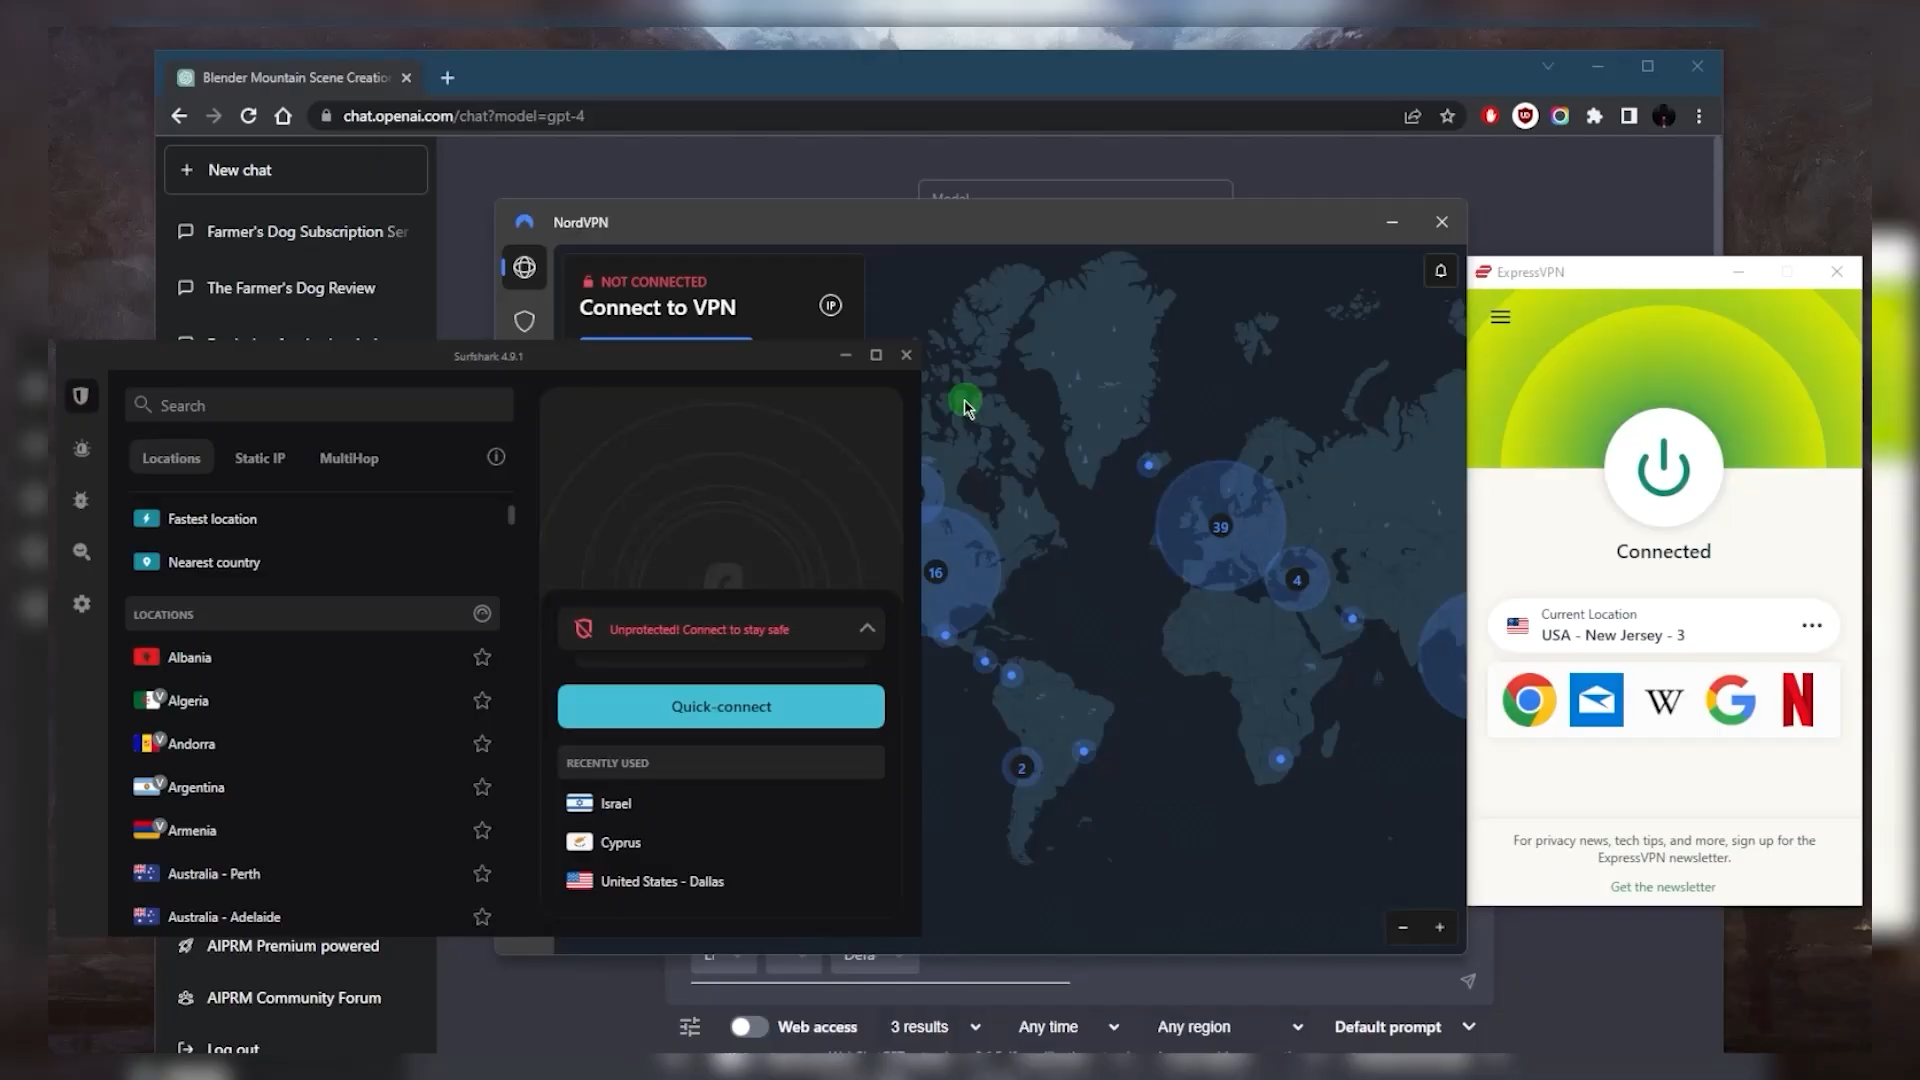 Blender Mountain Scene Creatio
chat.openai.com/chat?model=gpt-4
New chat
Farmer's Dog Subscription Ser
The Farmer's Dog Review
AIPRM Premium powered
AIPRM Community Forum
Log out
Model
NordVPN
NOT CONNECTED
Connect to VPN
IP
39
4
16
2
Surfshark 4.9.1
Search
Locations
Static IP
MultiHop
Fastest location
Nearest country
LOCATIONS
Albania
Algeria
Andorra
Argentina
Armenia
Australia - Perth
Australia - Adelaide
Unprotected! Connect to stay safe
Quick-connect
RECENTLY USED
Israel
Cyprus
United States - Dallas
ExpressVPN
Connected
Current Location
USA - New Jersey - 3
W
For privacy news, tech tips, and more, sign up for the
ExpressVPN newsletter.
Get the newsletter
Web access
3 results
Any time
Any region
Default prompt